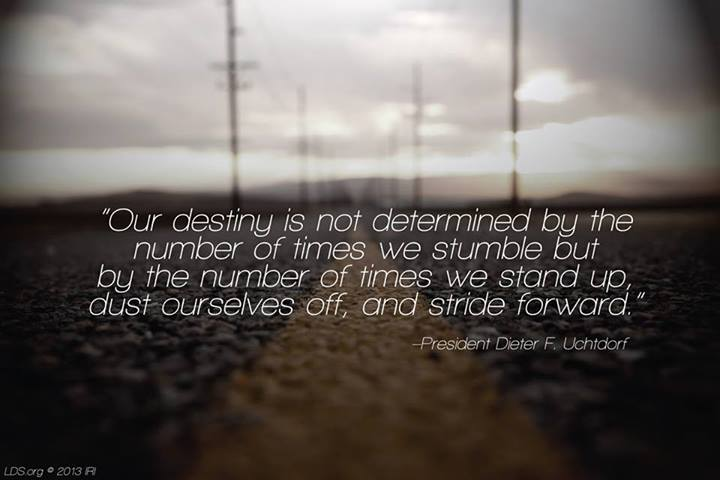 "Our destiny is not determined by the
number of times we stumble but
by the number of times we stand up,
dust ourselves off, and stride forward."
–President Dieter F. Uchtdorf
LDS.org © 2013 IRI